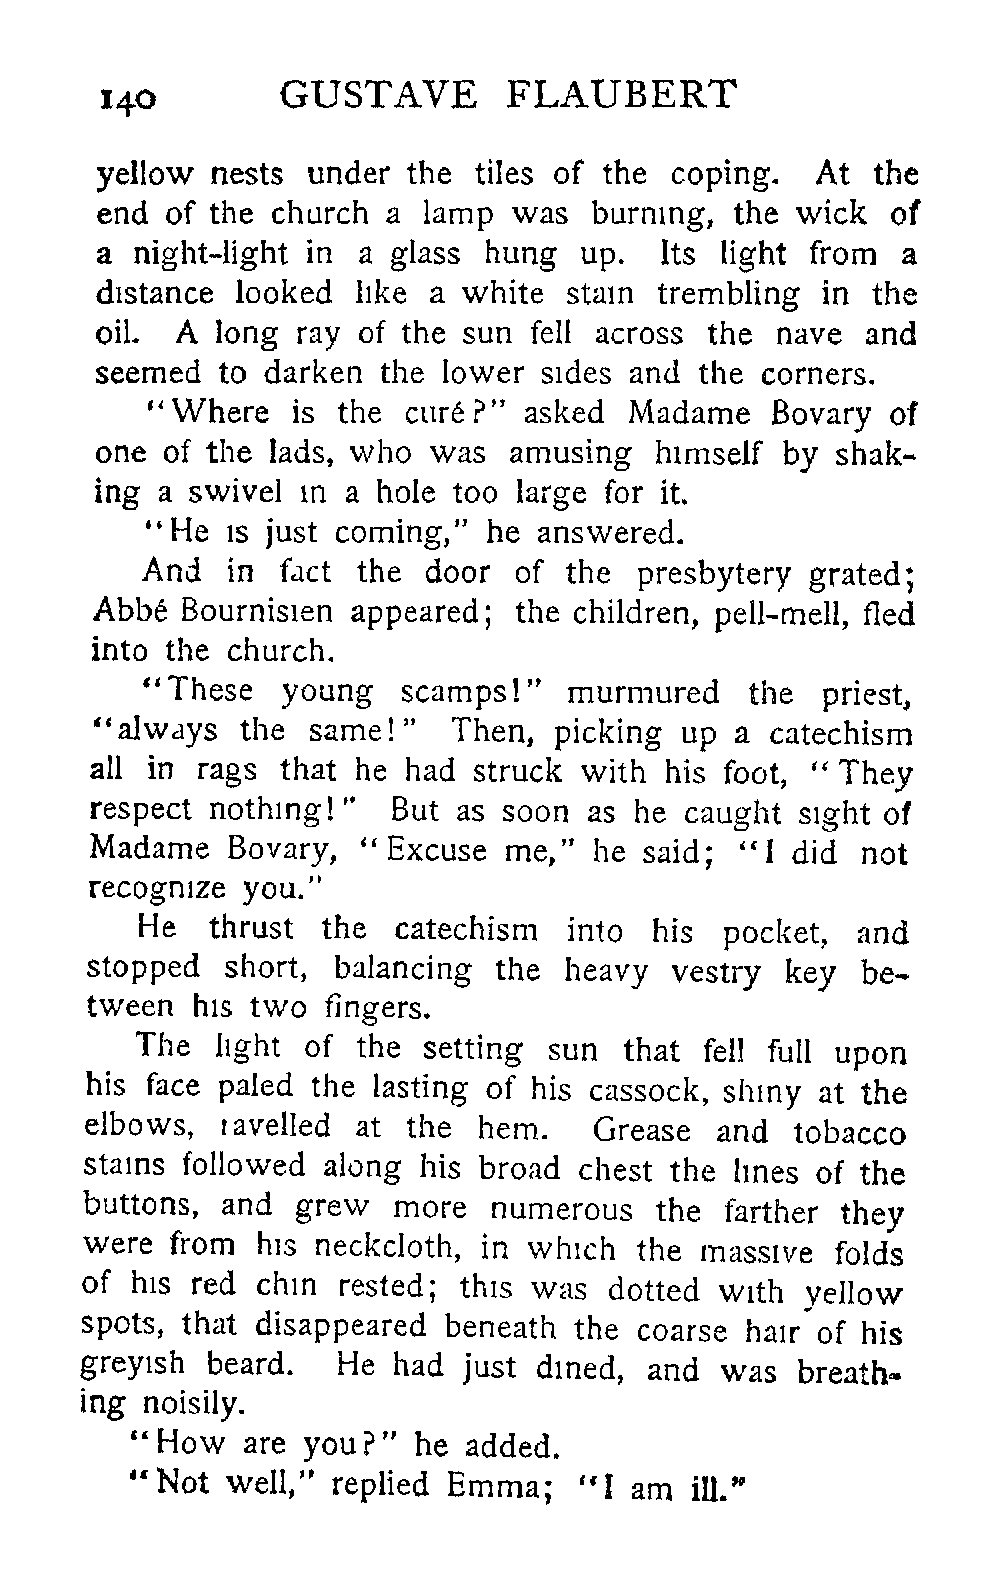 140 GUSTAVE FLAUBERT
yellow nests under the tiles of the coping. At the
end of the church a lamp was burning, the wick of
a night-light in a glass hung up. Its light from a
distance looked like a white stain trembling in the
oil. A long ray of the sun fell across the nave and
seemed to darken the lower sides and the corners.
"Where is the curé?" asked Madame Bovary of
one of the lads, who was amusing himself by shak-
ing a swivel in a hole too large for it.
"He is just coming," he answered.
And in fact the door of the presbytery grated;
Abbé Bournisien appeared; the children, pell-mell, fled
into the church.
"These young scamps!" murmured the priest,
"always the same!" Then, picking up a catechism
all in rags that he had struck with his foot, "They
respect nothing!" But as soon as he caught sight of
Madame Bovary, "Excuse me," he said; "I did not
recognize you."
He thrust the catechism into his pocket, and
stopped short, balancing the heavy vestry key be-
tween his two fingers.
The light of the setting sun that fell full upon
his face paled the lasting of his cassock, shiny at the
elbows, ravelled at the hem. Grease and tobacco
stains followed along his broad chest the lines of the
buttons, and grew more numerous the farther they
were from his neckcloth, in which the massive folds
of his red chin rested; this was dotted with yellow
spots, that disappeared beneath the coarse hair of his
greyish beard. He had just dined, and was breath-
ing noisily.
"How are you?" he added.
"Not well," replied Emma; "I am ill."